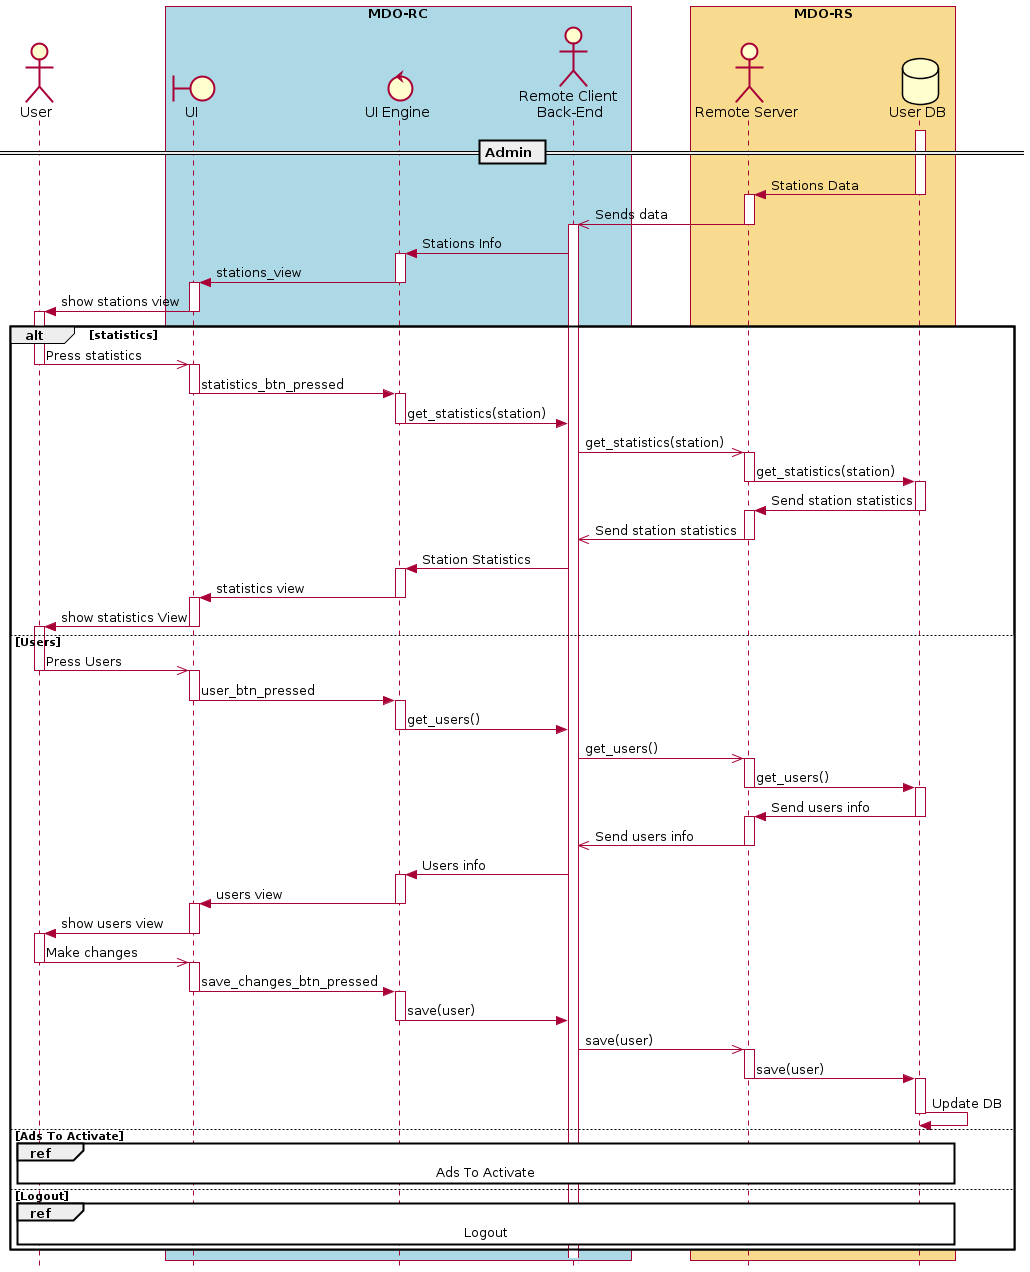 MDO-RC
MDO-RS
User
UI
UI Engine
Remote Client
Back-End
Remote Server
User DB
Admin
Stations Data
Sends data
Stations Info
stations_view
show stations view
alt
[statistics]
Press statistics
statistics_btn_pressed
get_statistics(station)
get_statistics(station)
get_statistics(station)
Send station statistics
Send station statistics
Station Statistics
statistics view
show statistics View
[Users]
Press Users
user_btn_pressed
get_users()
get_users()
get_users()
Send users info
Send users info
Users info
users view
show users view
Make changes
save_changes_btn_pressed
save(user)
save(user)
save(user)
Update DB
[Ads To Activate]
ref
Ads To Activate
[Logout]
ref
Logout